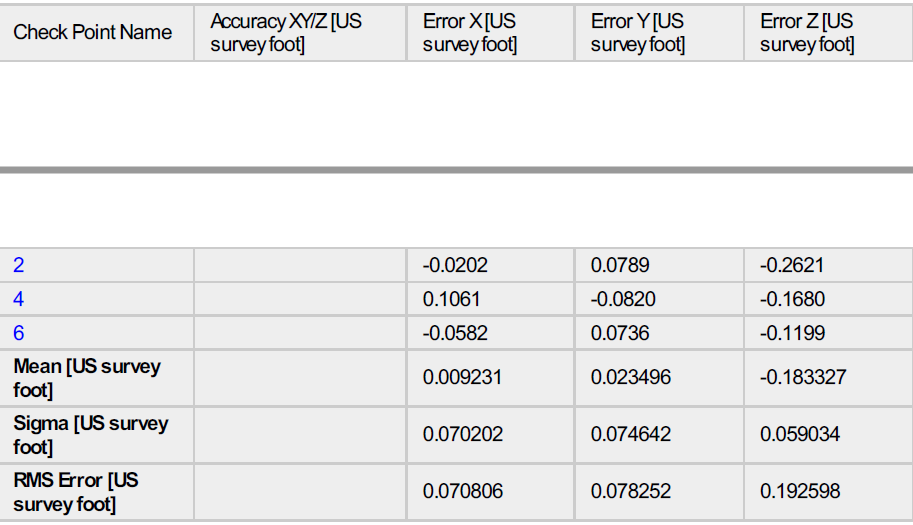 Check Point Name Accuracy XY/Z [US survey foot] Error X [US survey foot] Error Y [US survey foot] Error Z [US survey foot]
2 -0.0202 0.0789 -0.2621
4 0.1061 -0.0820 -0.1680
6 -0.0582 0.0736 -0.1199
Mean [US survey foot] 0.009231 0.023496 -0.183327
Sigma [US survey foot] 0.070202 0.074642 0.059034
RMS Error [US survey foot] 0.070806 0.078252 0.192598